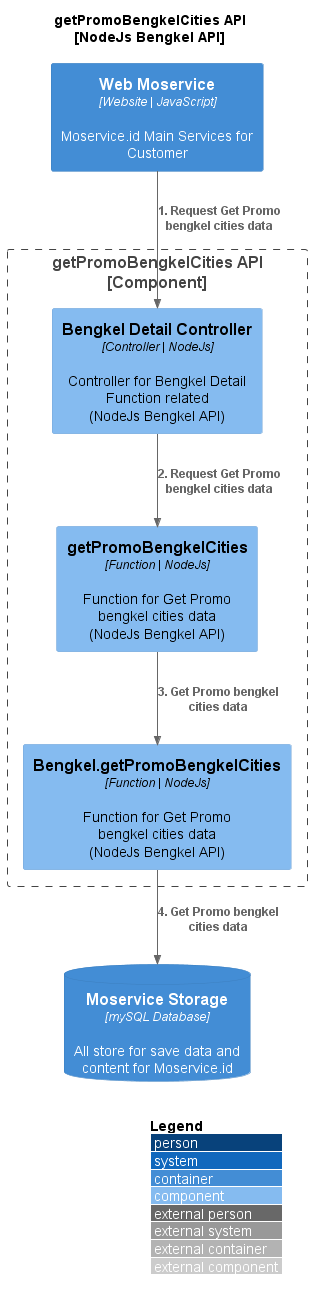 getPromoBengkelCities API
[NodeJs Bengkel API]
Web Moservice
[Website | JavaScript]
Moservice.id Main Services for
Customer
1. Request Get Promo
bengkel cities data
getPromoBengkelCities API
[Component]
Bengkel Detail Controller
[Controller | NodeJs]
Controller for Bengkel Detail
Function related
(NodeJs Bengkel API)
2. Request Get Promo
bengkel cities data
getPromoBengkelCities
[Function | NodeJs]
Function for Get Promo
bengkel cities data
(NodeJs Bengkel API)
3. Get Promo bengkel
cities data
Bengkel.getPromoBengkelCities
[Function | NodeJs]
Function for Get Promo
bengkel cities data
(NodeJs Bengkel API)
4. Get Promo bengkel
cities data
Moservice Storage
[mySQL Database]
All store for save data and
content for Moservice.id
Legend
person
system
container
component
external person
external system
external container
external component